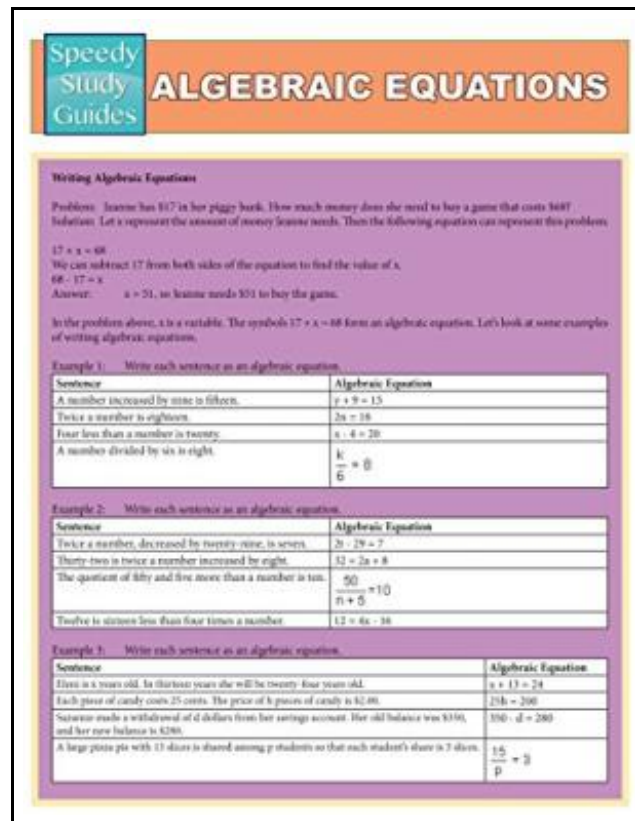 Speedy
Study
Guides
ALGEBRAIC EQUATIONS
Writing Algebraic Equations
Problem: Jeanne has $17 in her piggy bank. How much money does she need to buy a game that costs $68?
Solution: Let x represent the amount of money Jeanne needs. Then the following equation can represent this problem:
17 + x = 68
We can subtract 17 from both sides of the equation to find the value of x.
68 - 17 = x
Answer: x = 51, so Jeanne needs $51 to buy the game.
In the problem above, x is a variable. The symbols 17 + x = 68 form an algebraic equation. Let's look at some examples
of writing algebraic equations.
Example 1: Write each sentence as an algebraic equation.
Sentence Algebraic Equation
A number increased by nine is fifteen. y + 9 = 15
Twice a number is eighteen. 2n = 18
Four less than a number is twenty. x - 4 = 20
A number divided by six is eight. k/6 = 8
Example 2: Write each sentence as an algebraic equation.
Sentence Algebraic Equation
Twice a number, decreased by twenty-nine, is seven. 2t - 29 = 7
Thirty-two is twice a number increased by eight. 32 = 2a + 8
The quotient of fifty and five more than a number is ten. 50/n + 5 =10
Twelve is sixteen less than four times a number. 12 = 4x - 16
Example 3: Write each sentence as an algebraic equation.
Sentence Algebraic Equation
is x years old. In thirteen years she will be twenty-four years old. x + 13 = 24
Each piece of candy costs 25 cents. The price of h pieces of candy is $2.00. 25h = 200
Suzanne made a withdrawal of d dollars from her savings account. Her old balance was $350, 350 - d = 280
and her new balance is $280.
A large pizza pie with 15 slices is shared among p students so that each student's share is 3 slices. 15/p = 3